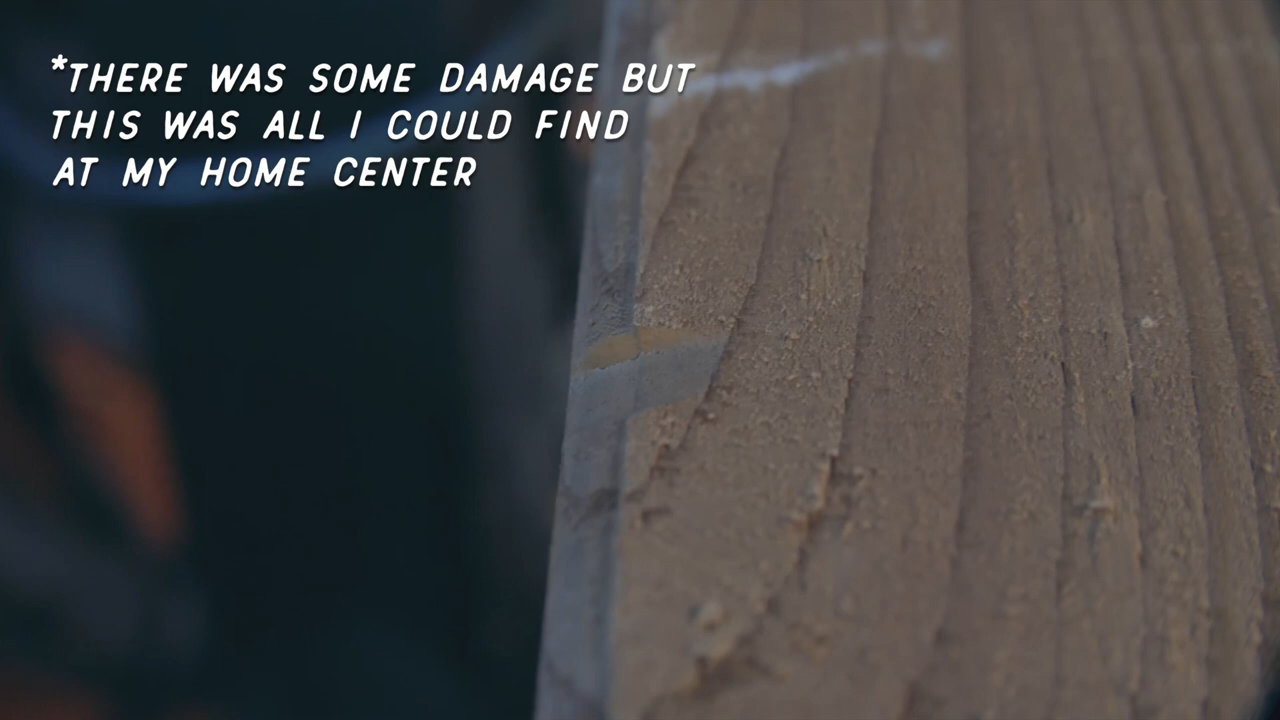 *THERE WAS SOME DAMAGE BUT
THIS WAS ALL I COULD FIND
AT MY HOME CENTER